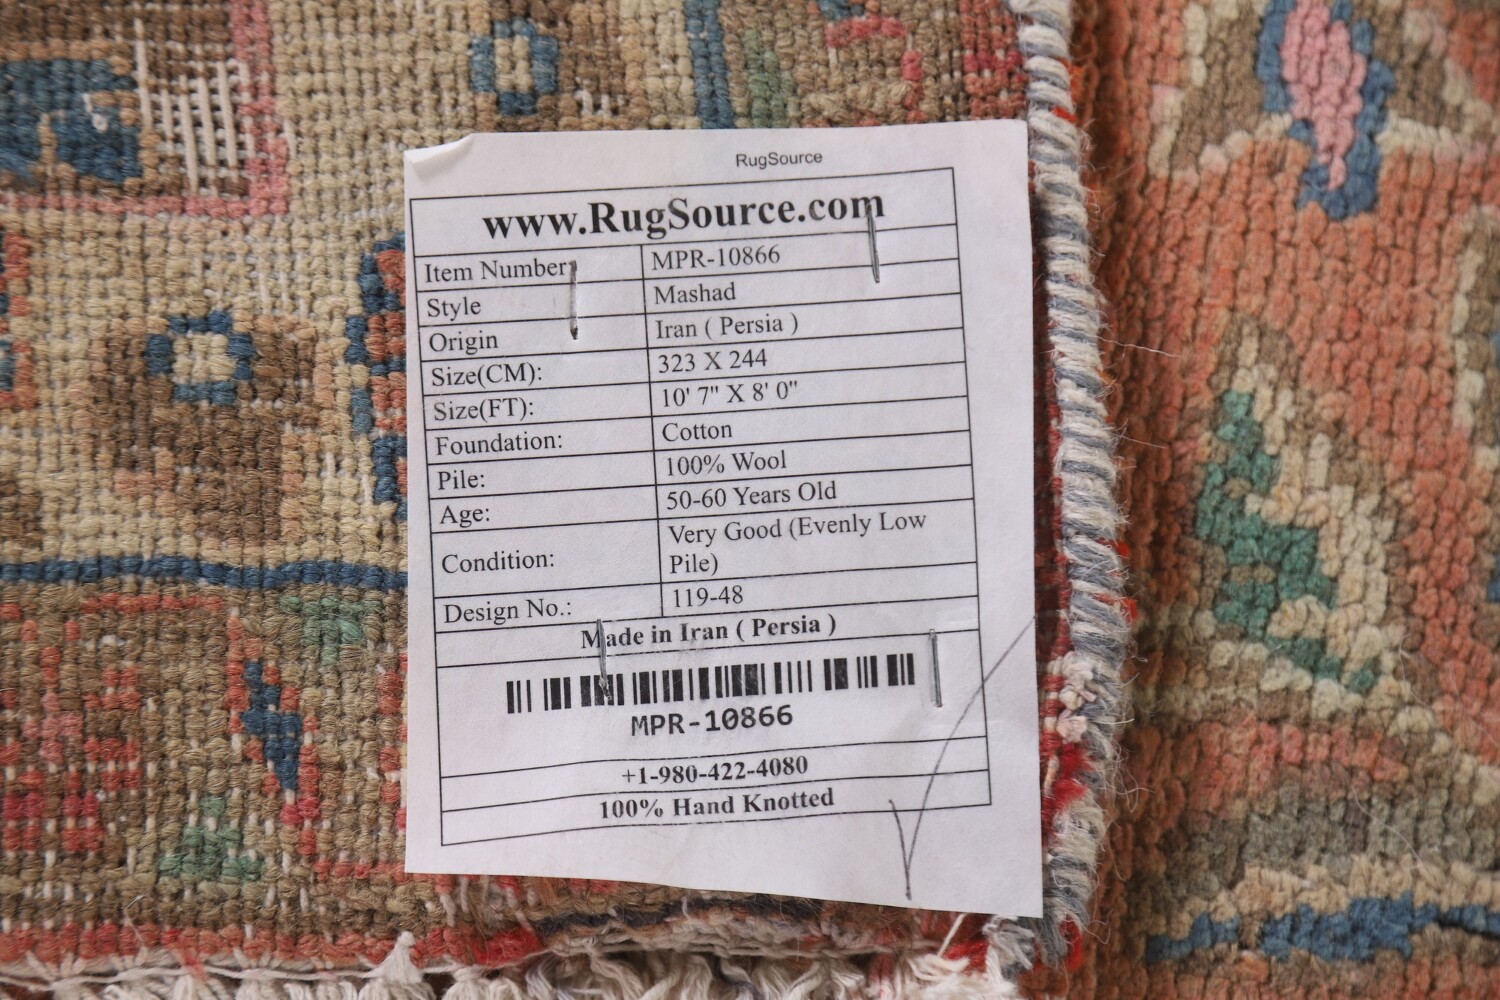 RugSource
www.RugSource.com
Item Number: MPR-10866
Style Mashad
Origin Iran ( Persia )
Size(CM): 323 X 244
Size(FT): 10' 7" X 8' 0"
Foundation: Cotton
Pile: 100% Wool
Age: 50-60 Years Old
Condition: Very Good (Evenly Low
Pile)
Design No.: 119-48
Made in Iran ( Persia )
MPR-10866
+1-980-422-4080
100% Hand Knotted